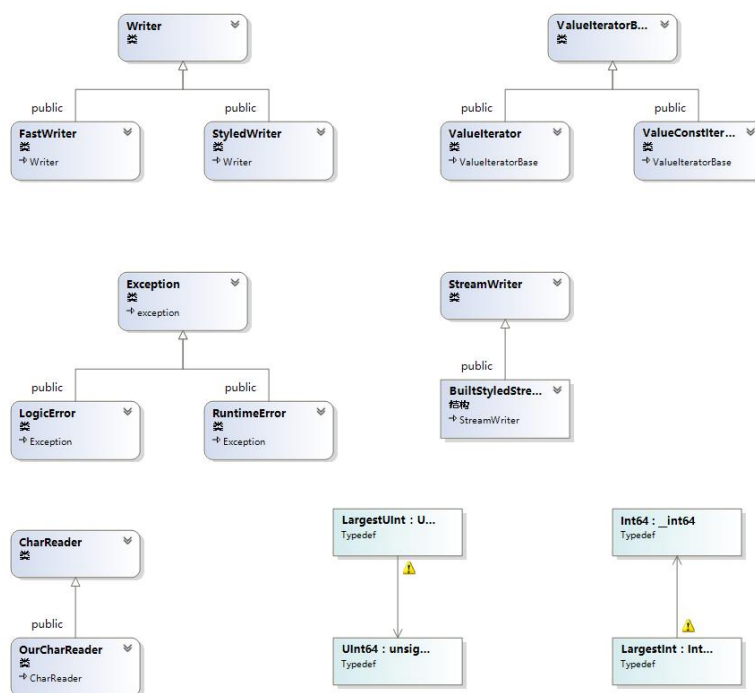 Writer
类
ValueIteratorB...
类
public
public
public
public
FastWriter
类
Writer
StyledWriter
类
Writer
ValueIterator
类
ValueIteratorBase
ValueConstIter...
类
ValueIteratorBase
Exception
类
exception
StreamWriter
类
public
public
public
LogicError
类
Exception
RuntimeError
类
Exception
BuiltStyledStre...
结构
StreamWriter
CharReader
类
LargestUInt : U...
Typedef
Int64 : __int64
Typedef
public
OurCharReader
类
CharReader
UInt64 : unsig...
Typedef
LargestInt : Int...
Typedef